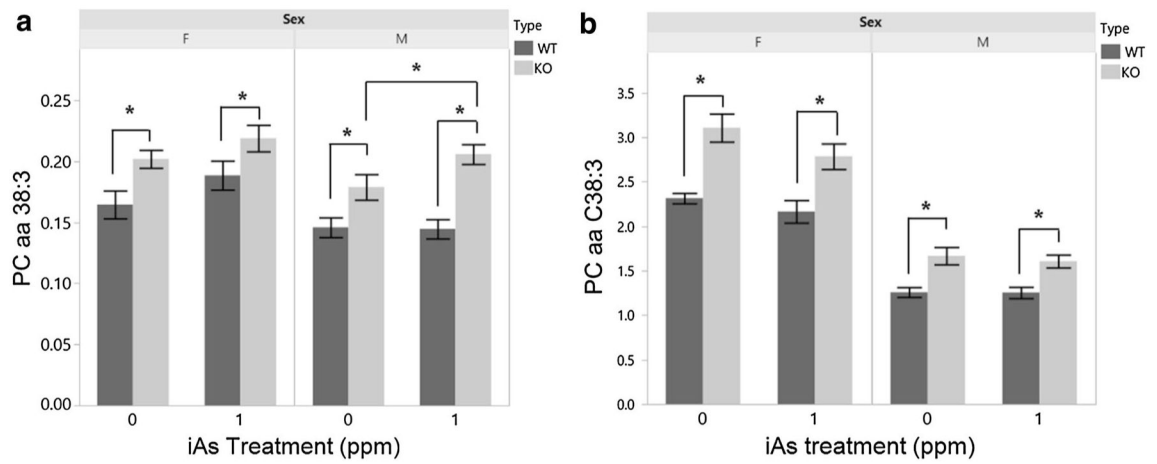 a
Sex
F M
Type
WT
KO
PC aa 38:3
0.25
0.20
0.15
0.10
0.05
0.00
* * * * *
0 1 0 1
iAs Treatment (ppm)
b
Sex
F M
Type
WT
KO
PC aa C38:3
3.5
3.0
2.5
2.0
1.5
1.0
0.5
0.0
* * * *
0 1 0 1
iAs treatment (ppm)